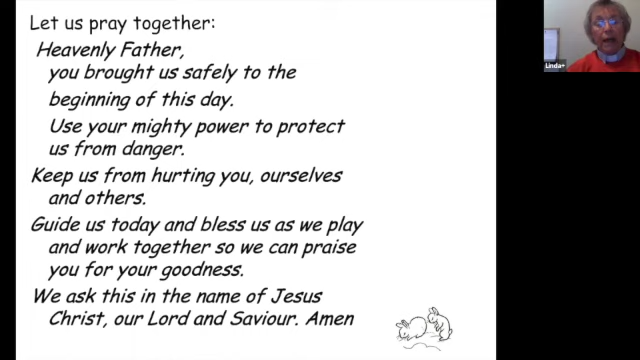 Let us pray together:
Heavenly Father,
you brought us safely to the
beginning of this day.
Use your mighty power to protect
us from danger.
Keep us from hurting you, ourselves
and others.
Guide us today and bless us as we play
and work together so we can praise
you for your goodness.
We ask this in the name of Jesus
Christ, our Lord and Saviour. Amen
Linda+